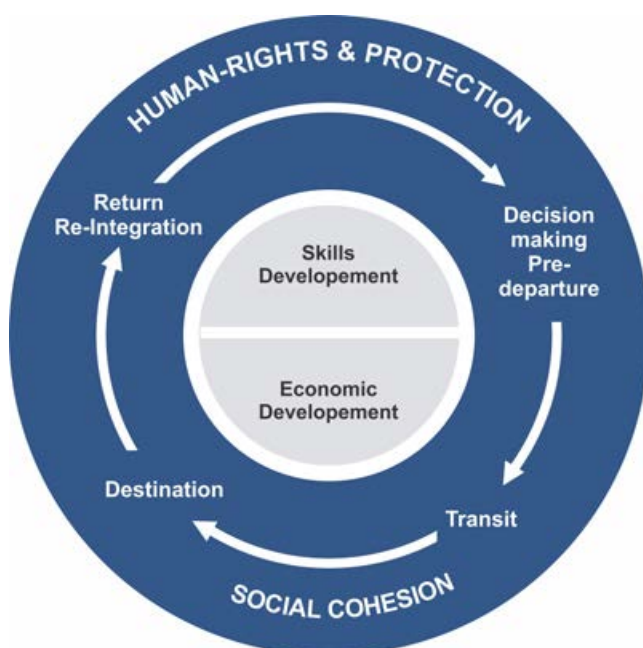 HUMAN-RIGHTS & PROTECTION
Return
Re-Integration
Decision
making
Pre-
departure
Skills
Developement
Economic
Developement
Destination
Transit
SOCIAL COHESION